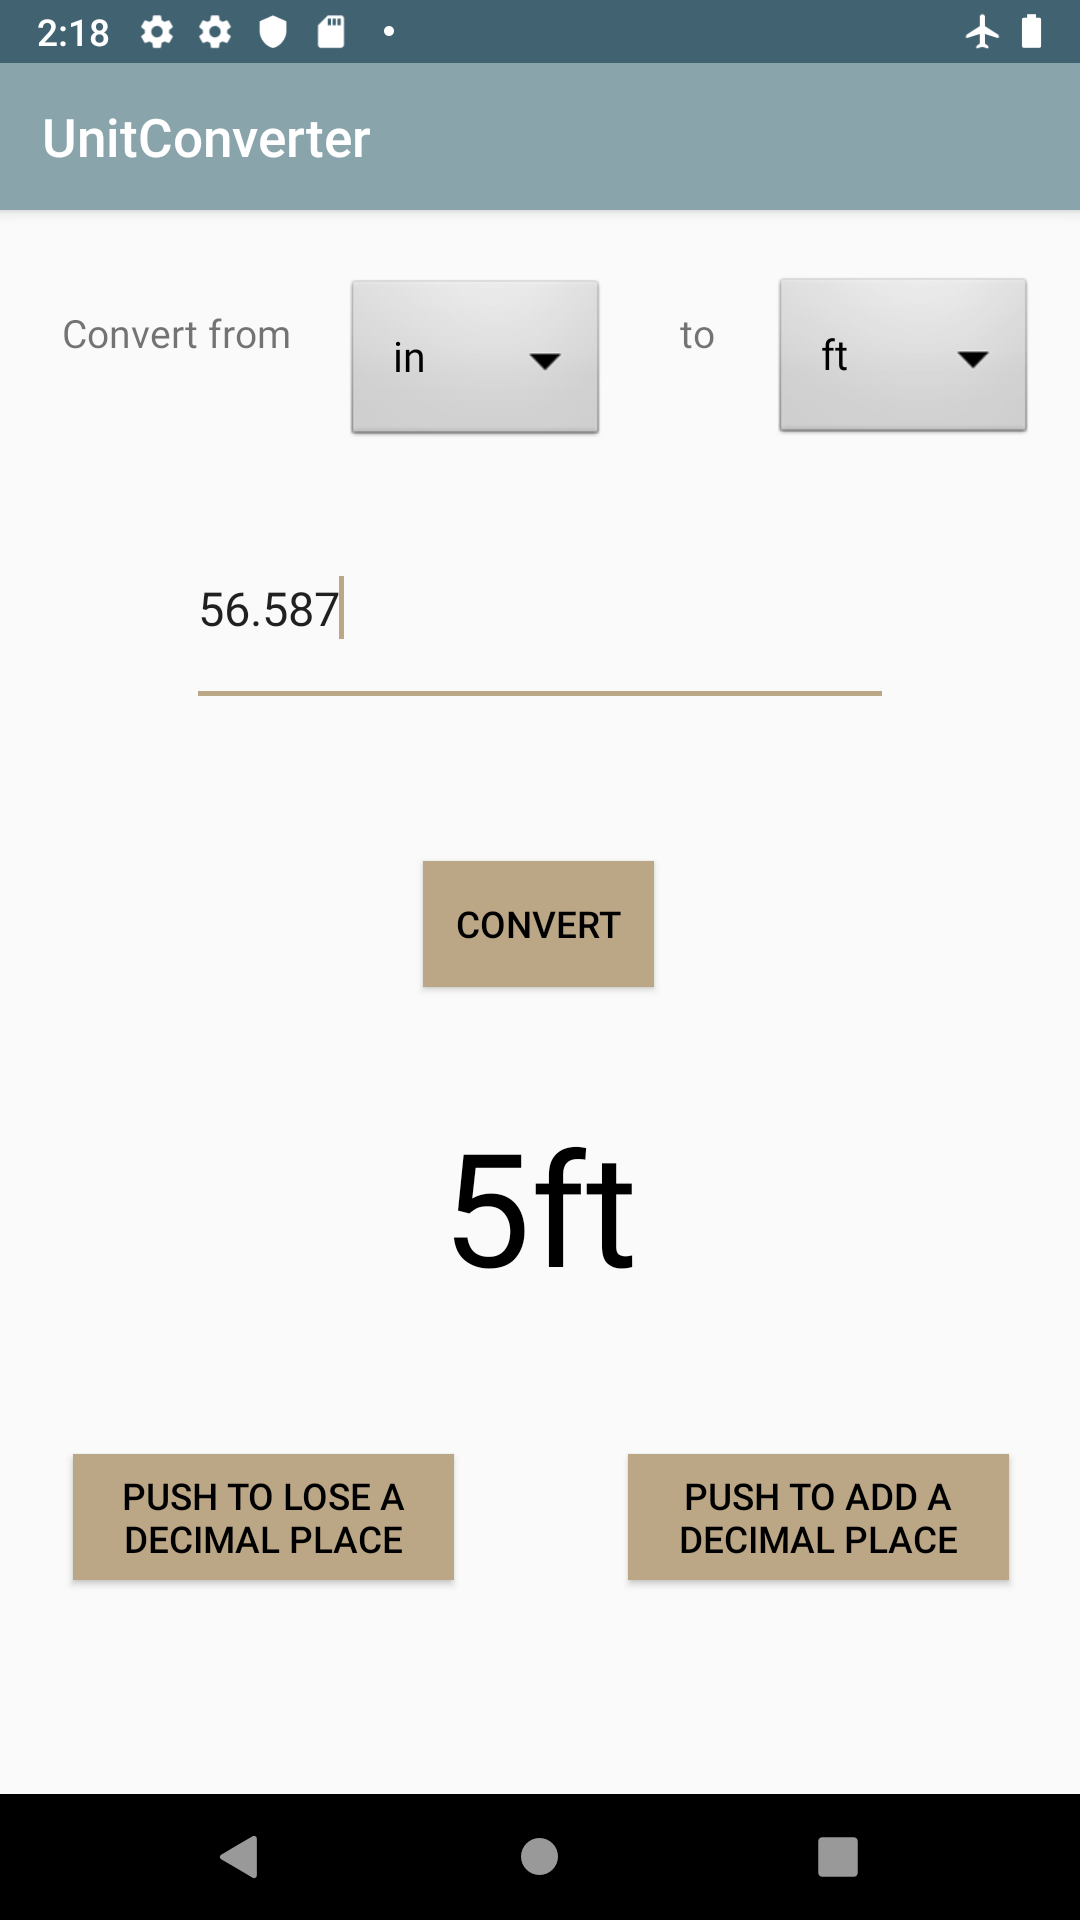 2:18
UnitConverter
Convert from
in
to
ft
56.587
CONVERT
5ft
PUSH TO LOSE A
DECIMAL PLACE
PUSH TO ADD A
DECIMAL PLACE